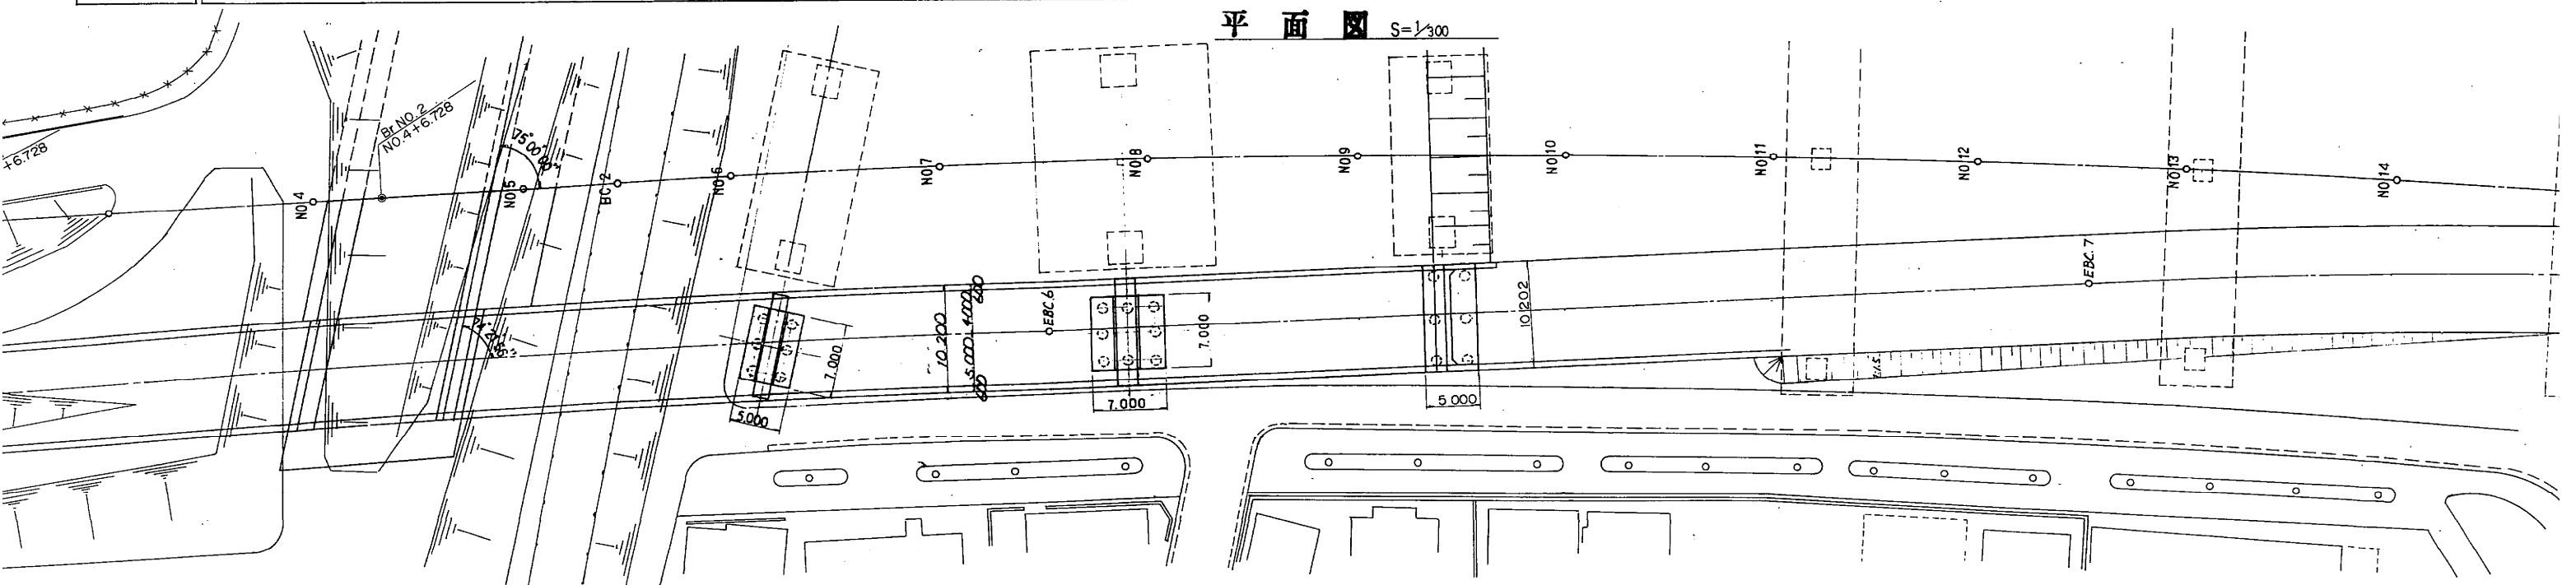 平面図 S=1/300
Br NO.2
NO.4+6.728
+6.728
75°00'00"
NO.4
NO.5
BC.2
NO.6
NO.7
NO.8
NO.9
NO.10
NO.11
NO.12
NO.13
NO.14
EBC.7
EBC.6
7.000
5.000
10.200
600
4.000
5.000
600
7.000
7.000
5.000
10.202